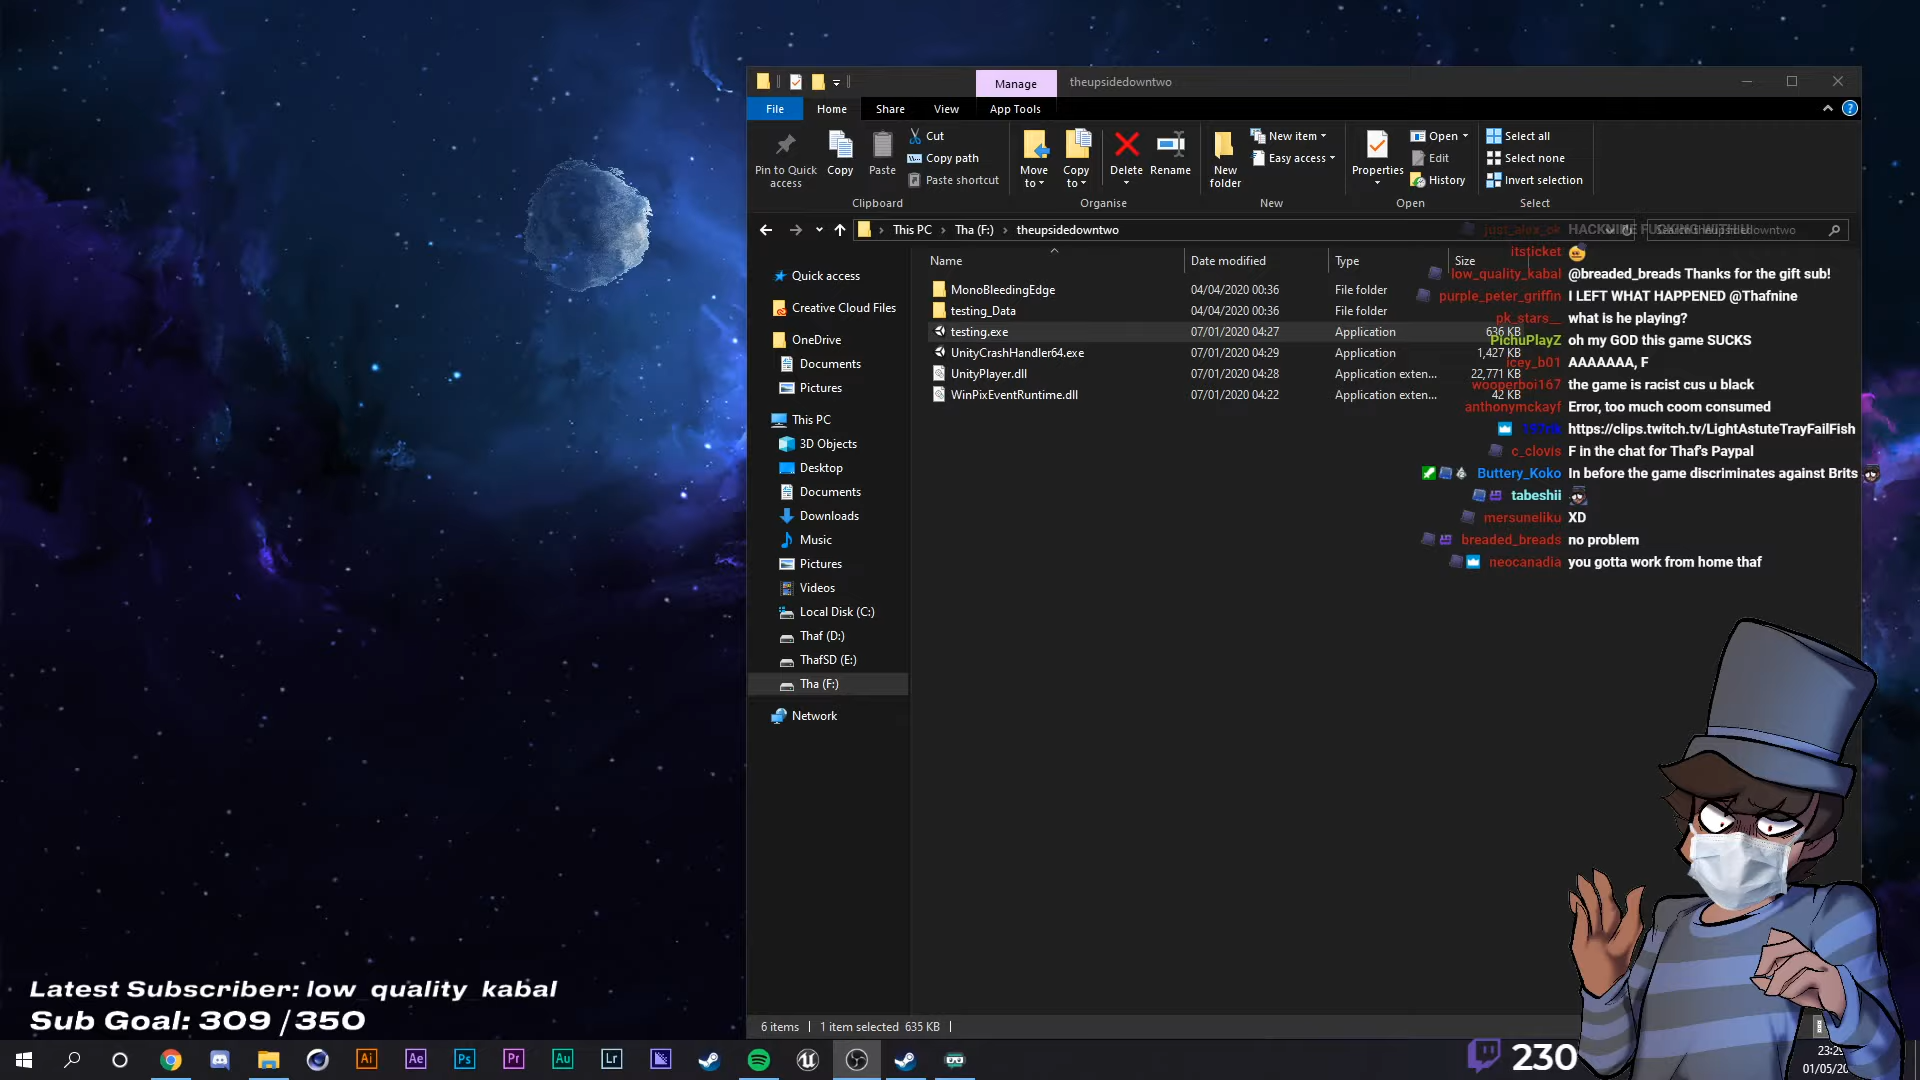 Manage
theupsidedowntwo
File
Home
Share
View
App Tools
Pin to Quick access
Copy
Paste
Cut
Copy path
Paste shortcut
Clipboard
Move to
Copy to
Delete
Rename
Organise
New folder
New item
Easy access
New
Properties
Open
Edit
History
Open
Select all
Select none
Invert selection
Select
This PC > Tha (F:) > theupsidedowntwo
Name
Date modified
Type
Size
MonoBleedingEdge 04/04/2020 00:36 File folder
testing_Data 04/04/2020 00:36 File folder
testing.exe 07/01/2020 04:27 Application 636 KB
UnityCrashHandler64.exe 07/01/2020 04:29 Application 1,427 KB
UnityPlayer.dll 07/01/2020 04:28 Application exten... 22,771 KB
WinPixEventRuntime.dll 07/01/2020 04:22 Application exten... 42 KB
Quick access
Creative Cloud Files
OneDrive
Documents
Pictures
This PC
3D Objects
Desktop
Documents
Downloads
Music
Pictures
Videos
Local Disk (C:)
Thaf (D:)
ThafSD (E:)
Tha (F:)
Network
itsticket
low_quality_kabal @breaded_breads Thanks for the gift sub!
purple_peter_griffin I LEFT WHAT HAPPENED @Thafnine
pk_stars__ what is he playing?
PichuPlayZ oh my GOD this game SUCKS
icey_b01 AAAAAAA, F
wooperboi167 the game is racist cus u black
anthonymckayf Error, too much coom consumed
https://clips.twitch.tv/LightAstuteTrayFailFish
c_clovis F in the chat for Thaf's Paypal
Buttery_Koko In before the game discriminates against Brits
tabeshii
mersuneliku XD
breaded_breads no problem
neocanadia you gotta work from home thaf
6 items
1 item selected 635 KB
Latest Subscriber: low_quality_kabal
Sub Goal: 309 /350
Ai
Ae
Ps
Pr
Au
Lr
230